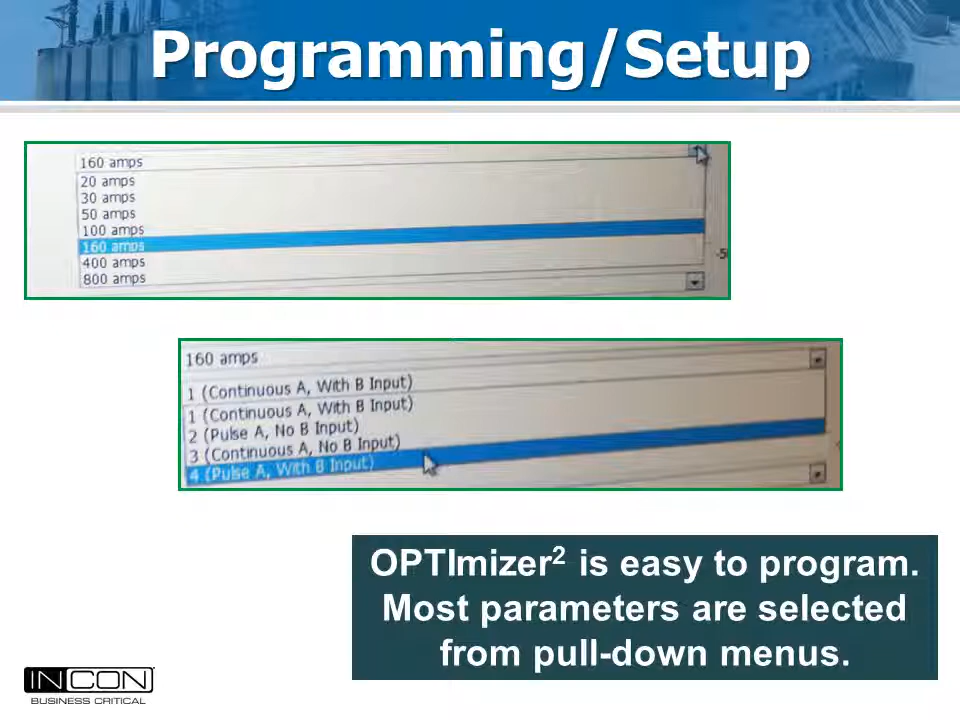 Programming/Setup
160 amps
20 amps
30 amps
50 amps
100 amps
160 amps
400 amps
800 amps
160 amps
1 (Continuous A, With B Input)
1 (Continuous A, With B Input)
2 (Pulse A, No B Input)
3 (Continuous A, No B Input)
4 (Pulse A, With B Input)
OPTImizer² is easy to program.
Most parameters are selected
from pull-down menus.
INCON
BUSINESS CRITICAL